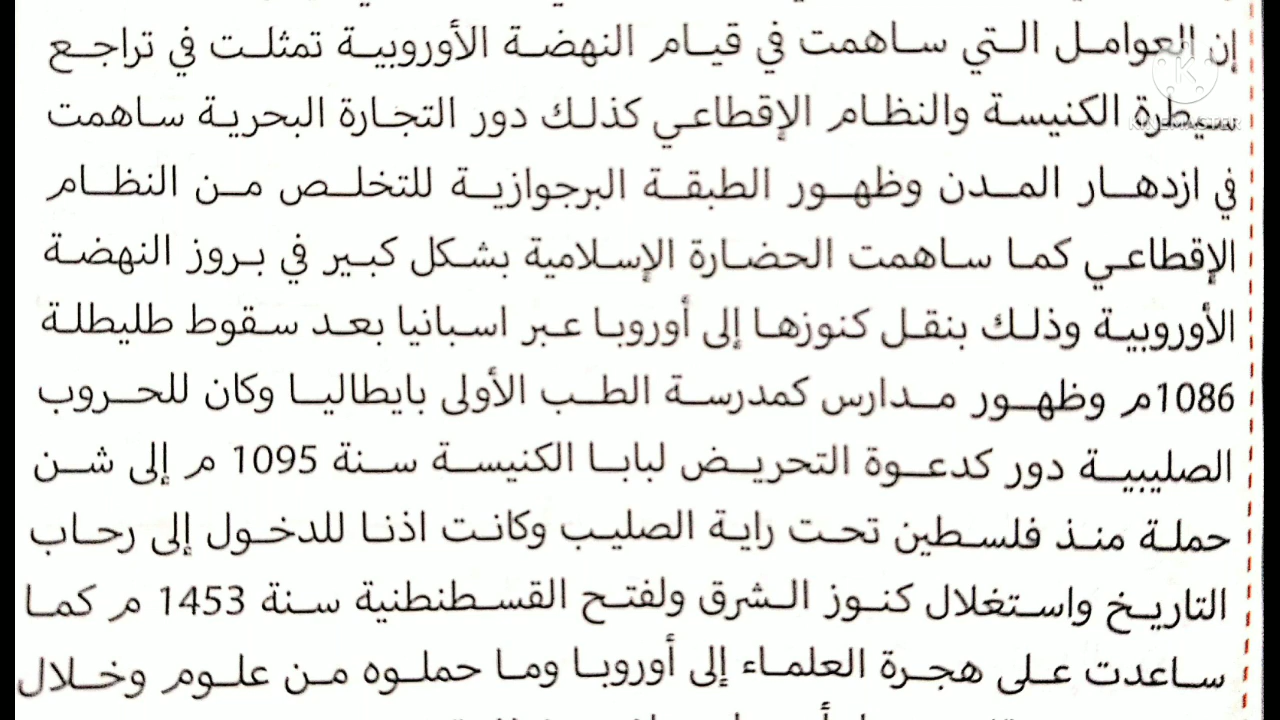 إن العوامل التي ساهمت في قيام النهضة الأوروبية تمثلت في تراجع
سيطرة الكنيسة والنظام الإقطاعي كذلك دور التجارة البحرية ساهمت
في ازدهار المدن وظهور الطبقة البرجوازية للتخلص من النظام
الإقطاعي كما ساهمت الحضارة الإسلامية بشكل كبير في بروز النهضة
الأوروبية وذلك بنقل كنوزها إلى أوروبا عبر اسبانيا بعد سقوط طليطلة
1086م وظهور مدارس كمدرسة الطب الأولى بايطاليا وكان للحروب
الصليبية دور كدعوة التحريض لبابا الكنيسة سنة 1095 م إلى شن
حملة منذ فلسطين تحت راية الصليب وكانت اذنا للدخول إلى رحاب
التاريخ واستغلال كنوز الشرق ولفتح القسطنطنية سنة 1453 م كما
ساعدت على هجرة العلماء إلى أوروبا وما حملوه من علوم وخلال
KINEMASTER